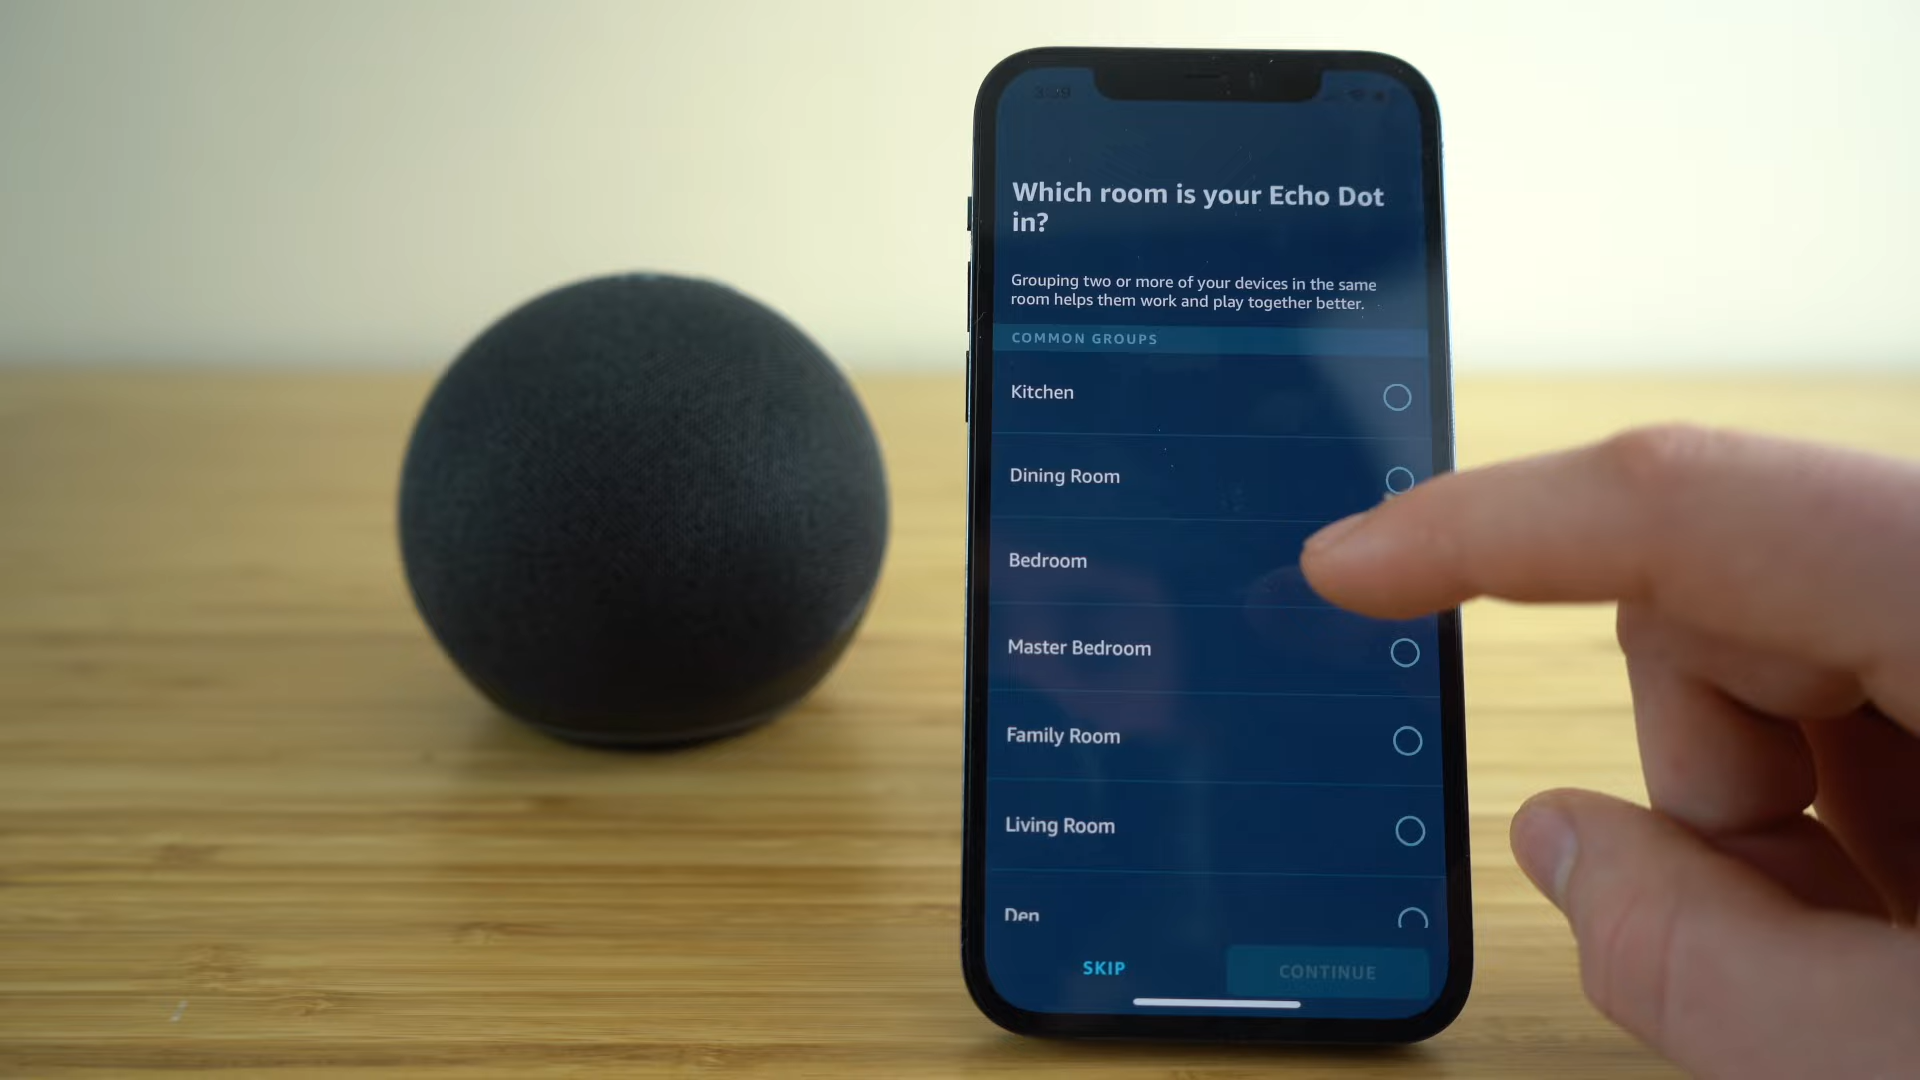 Which room is your Echo Dot
in?
Grouping two or more of your devices in the same
room helps them work and play together better.
COMMON GROUPS
Kitchen
Dining Room
Bedroom
Master Bedroom
Family Room
Living Room
Den
SKIP
CONTINUE